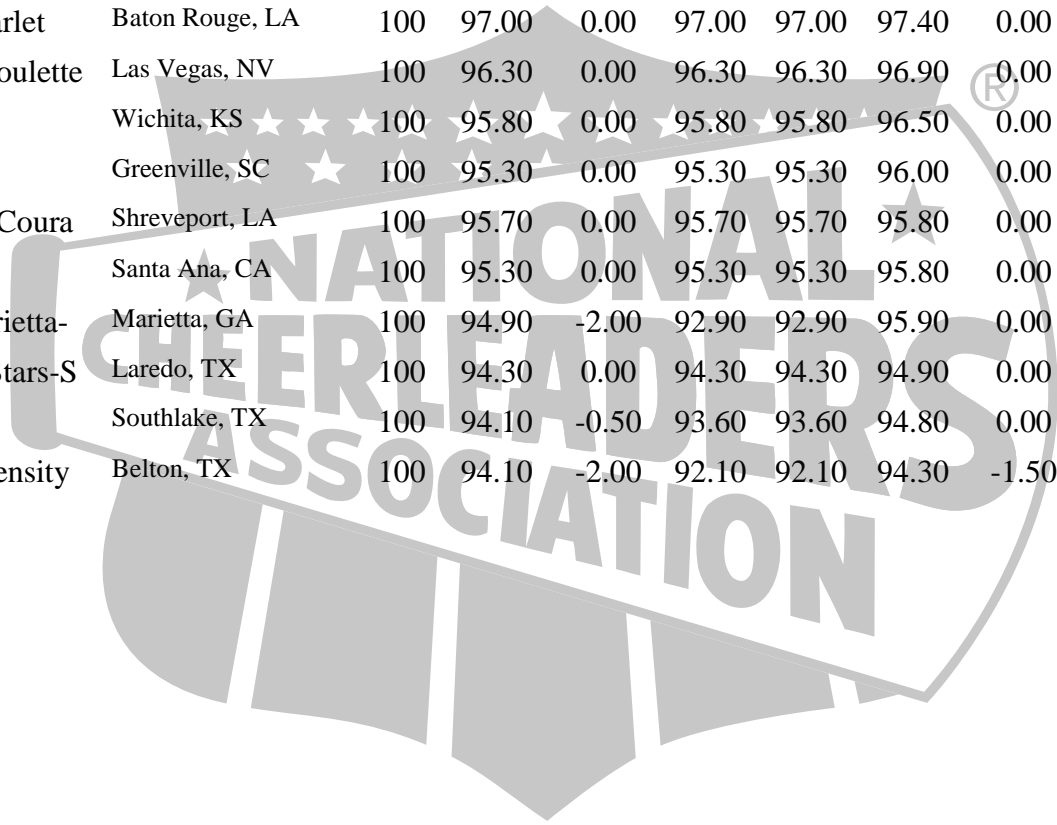 arlet Baton Rouge, LA 100 97.00 0.00 97.00 97.00 97.40 0.00
oulette Las Vegas, NV 100 96.30 0.00 96.30 96.30 96.90 0.00
Wichita, KS 100 95.80 0.00 95.80 95.80 96.50 0.00
Greenville, SC 100 95.30 0.00 95.30 95.30 96.00 0.00
Coura Shreveport, LA 100 95.70 0.00 95.70 95.70 95.80 0.00
Santa Ana, CA 100 95.30 0.00 95.30 95.30 95.80 0.00
rietta- Marietta, GA 100 94.90 -2.00 92.90 92.90 95.90 0.00
Stars-S Laredo, TX 100 94.30 0.00 94.30 94.30 94.90 0.00
Southlake, TX 100 94.10 -0.50 93.60 93.60 94.80 0.00
ensity Belton, TX 100 94.10 -2.00 92.10 92.10 94.30 -1.50
NATIONAL
CHEERLEADERS
ASSOCIATION
®